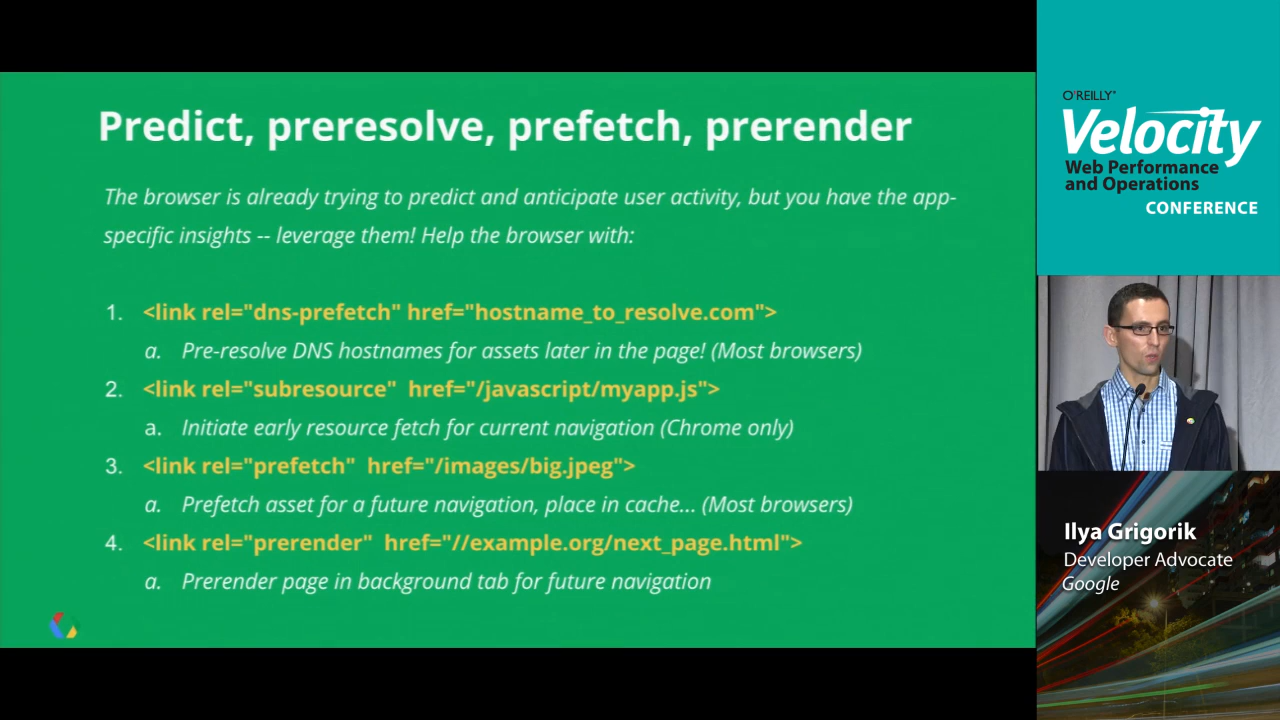 Predict, preresolve, prefetch, prerender
The browser is already trying to predict and anticipate user activity, but you have the app-
specific insights -- leverage them! Help the browser with:
1. <link rel="dns-prefetch" href="hostname_to_resolve.com">
a. Pre-resolve DNS hostnames for assets later in the page! (Most browsers)
2. <link rel="subresource"  href="/javascript/myapp.js">
a. Initiate early resource fetch for current navigation (Chrome only)
3. <link rel="prefetch"  href="/images/big.jpeg">
a. Prefetch asset for a future navigation, place in cache... (Most browsers)
4. <link rel="prerender"  href="//example.org/next_page.html">
a. Prerender page in background tab for future navigation
O'REILLY®
Velocity
Web Performance
and Operations
CONFERENCE
Ilya Grigorik
Developer Advocate
Google